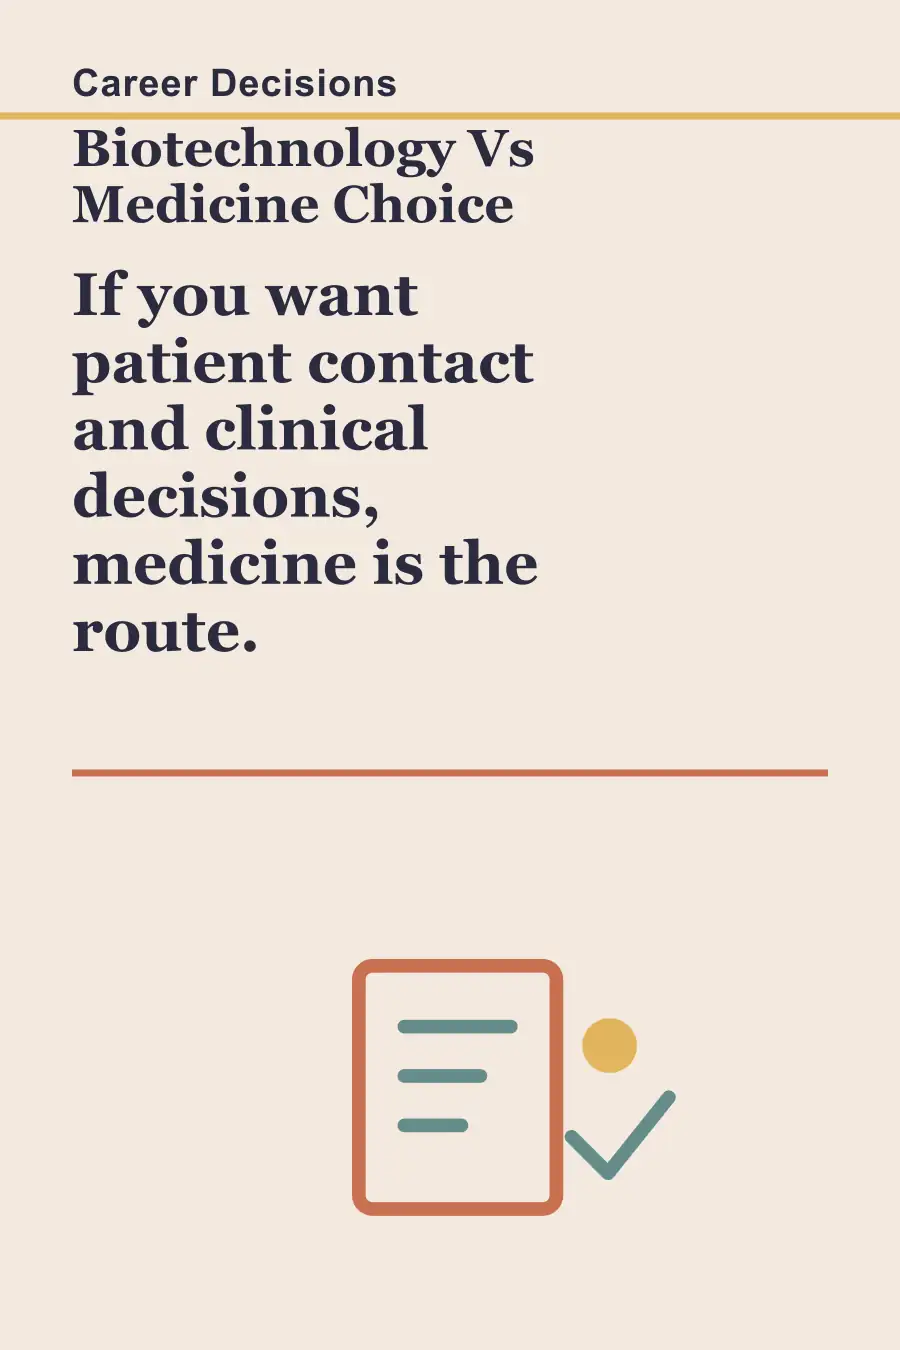 Career Decisions
Biotechnology Vs
Medicine Choice
If you want
patient contact
and clinical
decisions,
medicine is the
route.